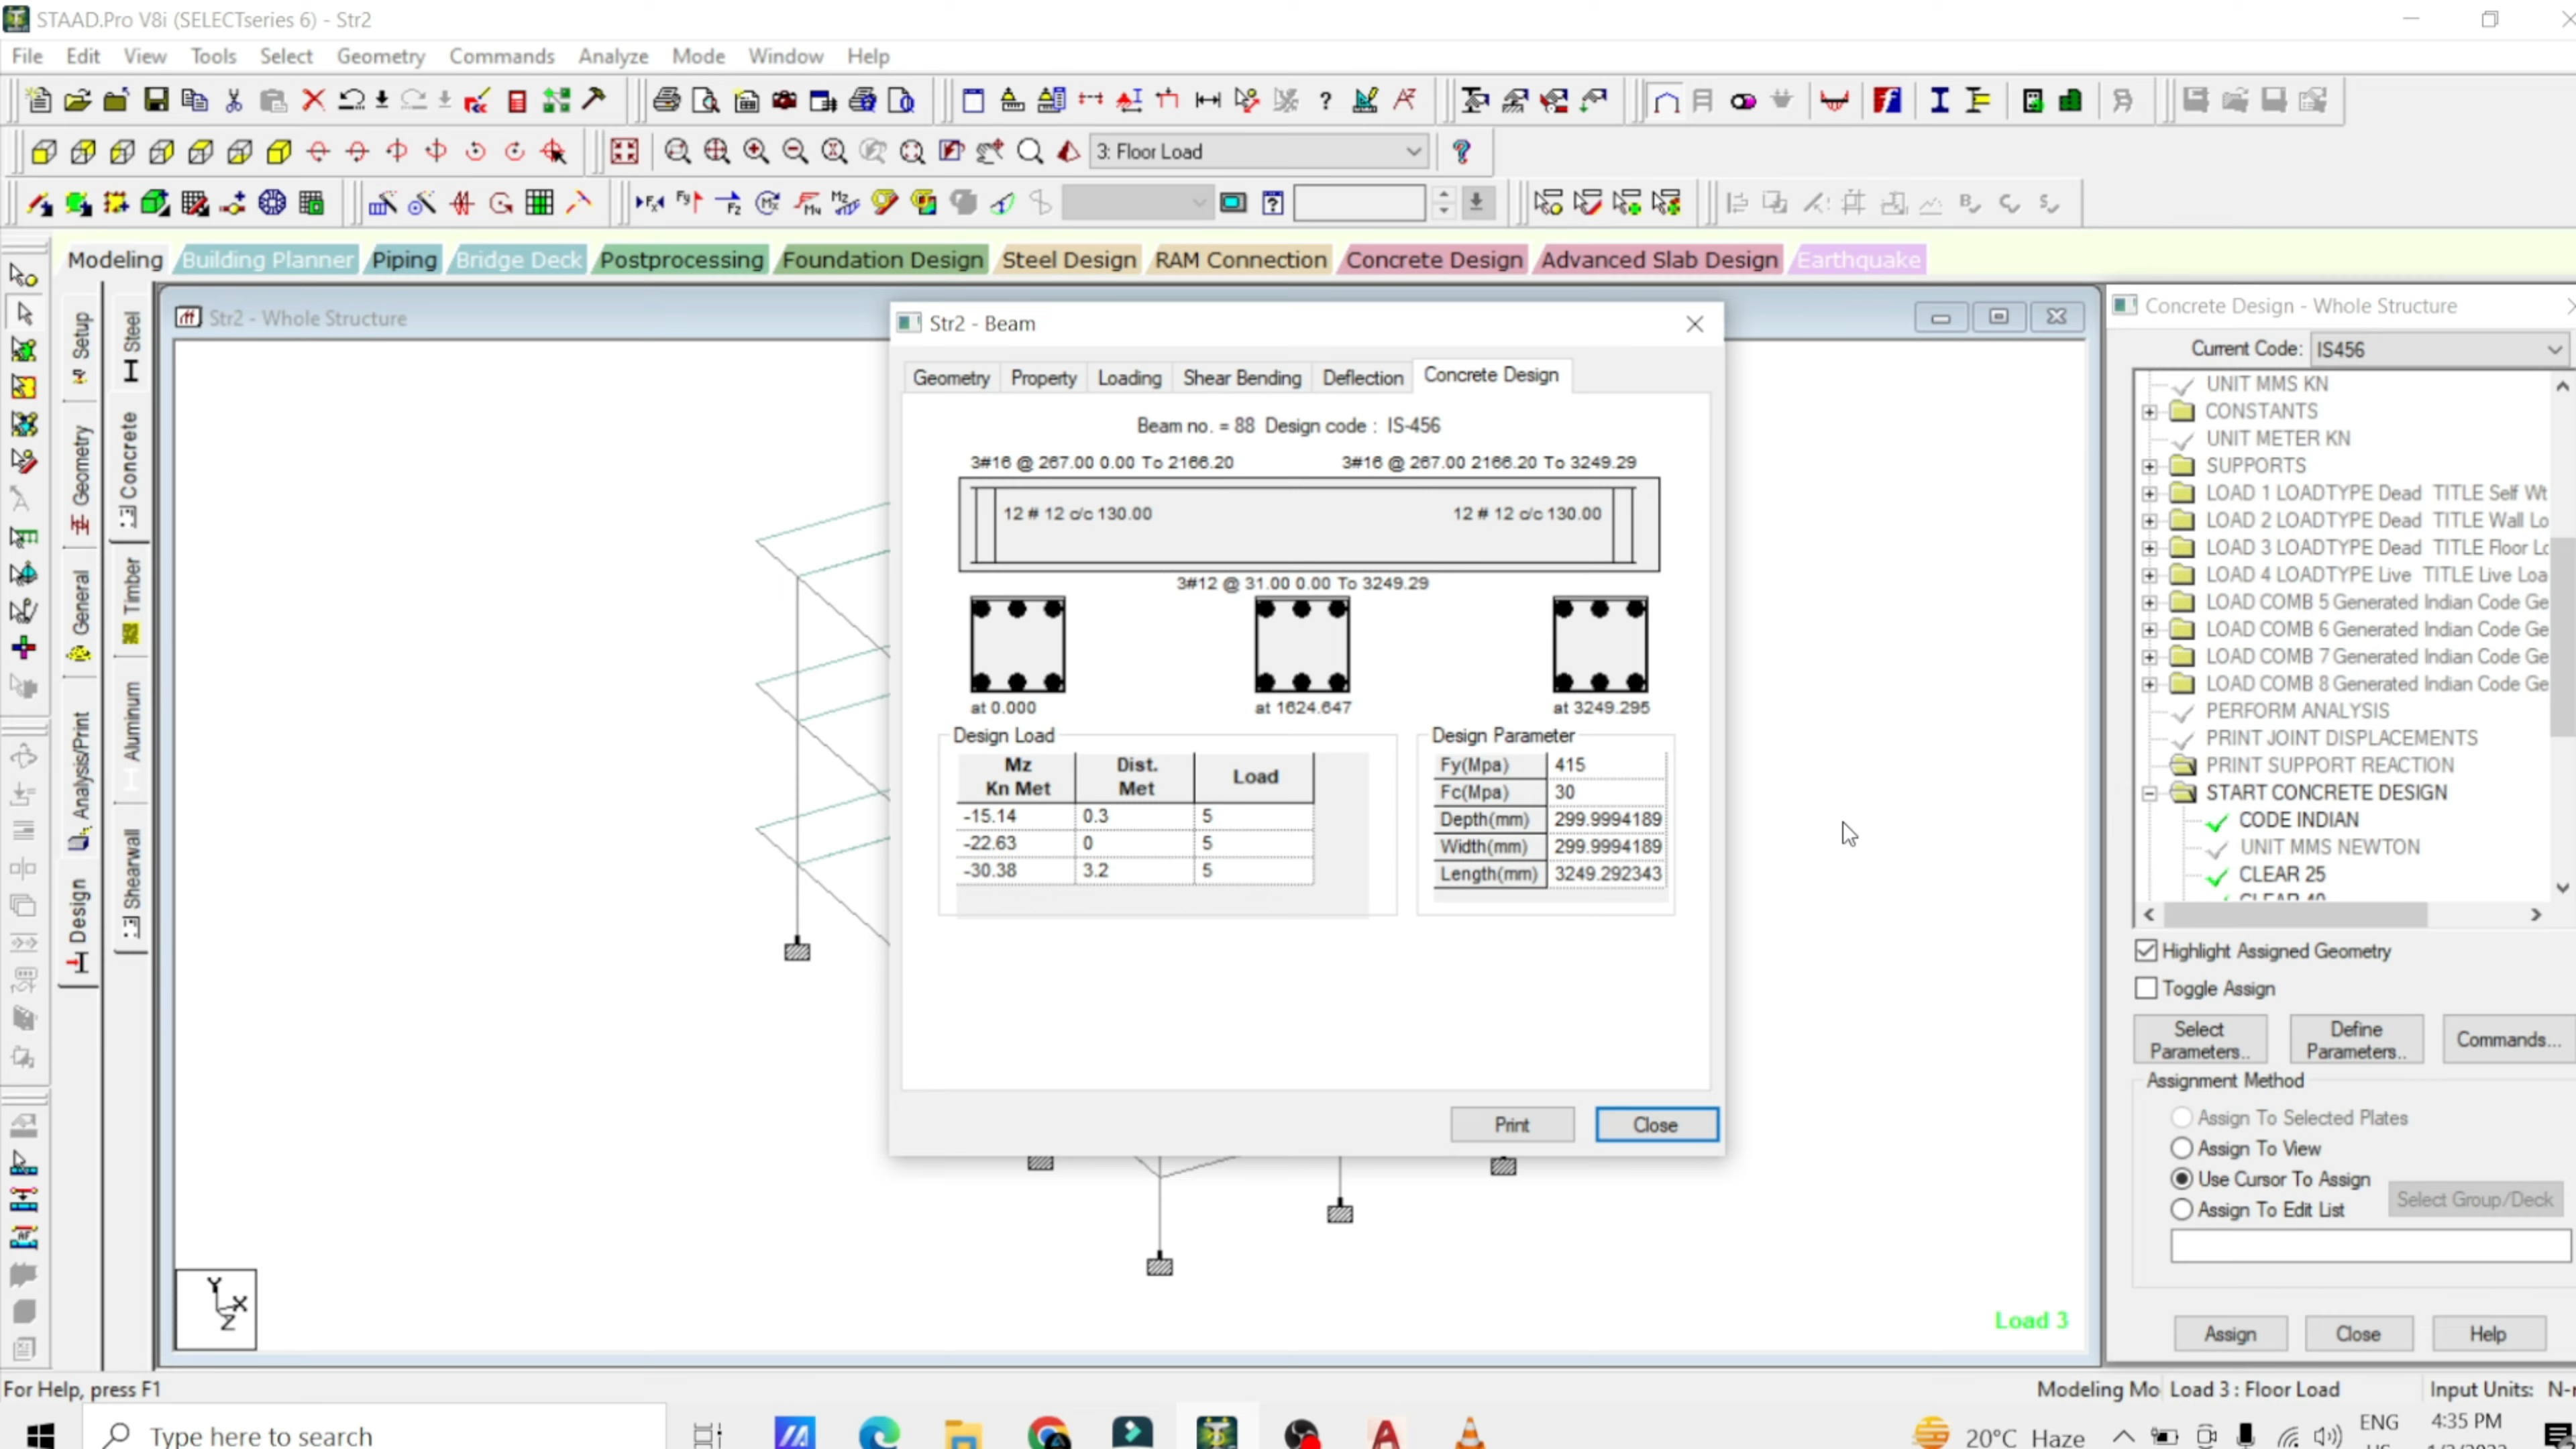 STAAD.Pro V8i (SELECTseries 6) - Str2
File Edit View Tools Select Geometry Commands Analyze Mode Window Help
3: Floor Load
Modeling Building Planner Piping Bridge Deck Postprocessing Foundation Design Steel Design RAM Connection Concrete Design Advanced Slab Design Earthquake
Setup
Geometry
General
Analysis/Print
Design
Steel
Concrete
Timber
Aluminum
Shearwall
Str2 - Whole Structure
Str2 - Beam
Geometry Property Loading Shear Bending Deflection Concrete Design
Beam no. = 88 Design code : IS-456
3#16 @ 267.00 0.00 To 2166.20 3#16 @ 267.00 2166.20 To 3249.29
12 # 12 c/c 130.00 12 # 12 c/c 130.00
3#12 @ 31.00 0.00 To 3249.29
at 0.000 at 1624.647 at 3249.295
Design Load
Mz Dist. Load
Kn Met Met
-15.14 0.3 5
-22.63 0 5
-30.38 3.2 5
Design Parameter
Fy(Mpa) 415
Fc(Mpa) 30
Depth(mm) 299.9994189
Width(mm) 299.9994189
Length(mm) 3249.292343
Print Close
Y
X
Z
Load 3
Concrete Design - Whole Structure
Current Code: IS456
UNIT MMS KN
CONSTANTS
UNIT METER KN
SUPPORTS
LOAD 1 LOADTYPE Dead TITLE Self Wt
LOAD 2 LOADTYPE Dead TITLE Wall Lo
LOAD 3 LOADTYPE Dead TITLE Floor Lo
LOAD 4 LOADTYPE Live TITLE Live Loa
LOAD COMB 5 Generated Indian Code Ge
LOAD COMB 6 Generated Indian Code Ge
LOAD COMB 7 Generated Indian Code Ge
LOAD COMB 8 Generated Indian Code Ge
PERFORM ANALYSIS
PRINT JOINT DISPLACEMENTS
PRINT SUPPORT REACTION
START CONCRETE DESIGN
CODE INDIAN
UNIT MMS NEWTON
CLEAR 25
CLEAR 40
Highlight Assigned Geometry
Toggle Assign
Select Parameters..
Define Parameters..
Commands...
Assignment Method
Assign To Selected Plates
Assign To View
Use Cursor To Assign
Assign To Edit List
Select Group/Deck
Assign Close Help
For Help, press F1
Modeling Mo Load 3 : Floor Load Input Units: N-
Type here to search
20°C Haze
ENG
4:35 PM